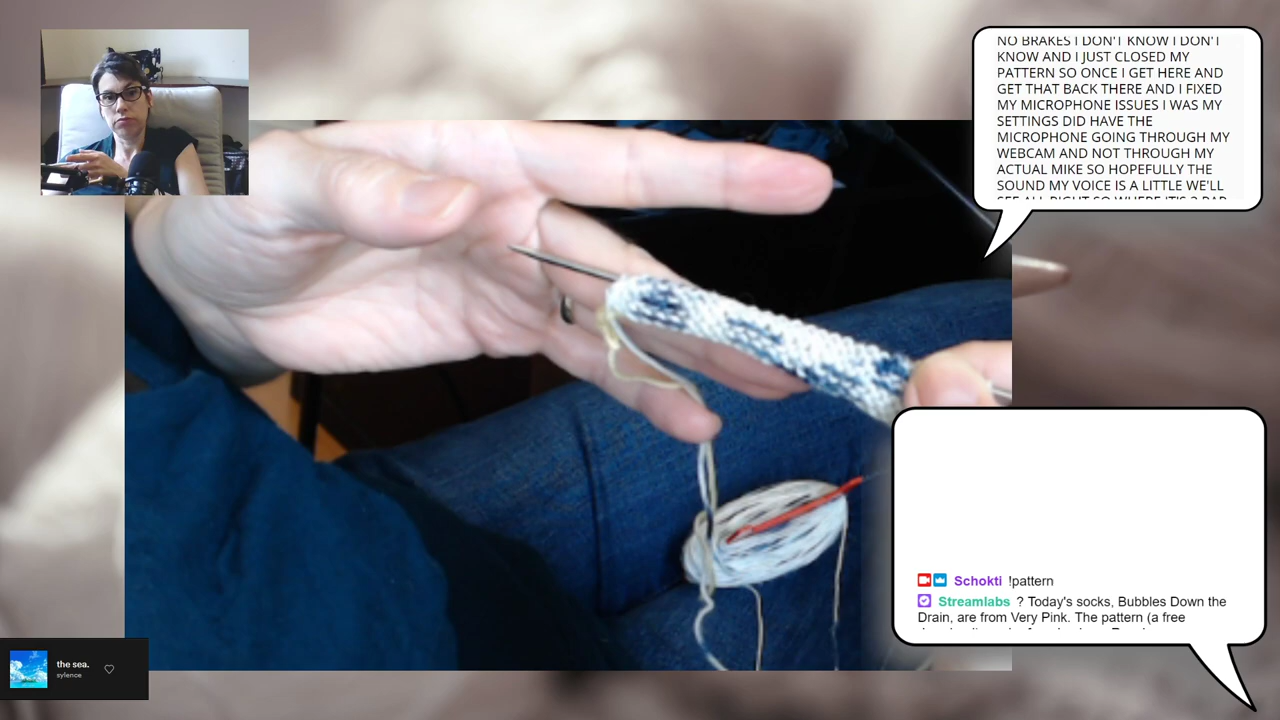 NO BRAKES I DON'T KNOW I DON'T
KNOW AND I JUST CLOSED MY
PATTERN SO ONCE I GET HERE AND
GET THAT BACK THERE AND I FIXED
MY MICROPHONE ISSUES I WAS MY
SETTINGS DID HAVE THE
MICROPHONE GOING THROUGH MY
WEBCAM AND NOT THROUGH MY
ACTUAL MIKE SO HOPEFULLY THE
SOUND MY VOICE IS A LITTLE WE'LL
Schokti !pattern
Streamlabs ? Today's socks, Bubbles Down the
Drain, are from Very Pink. The pattern (a free
the sea.
sylence